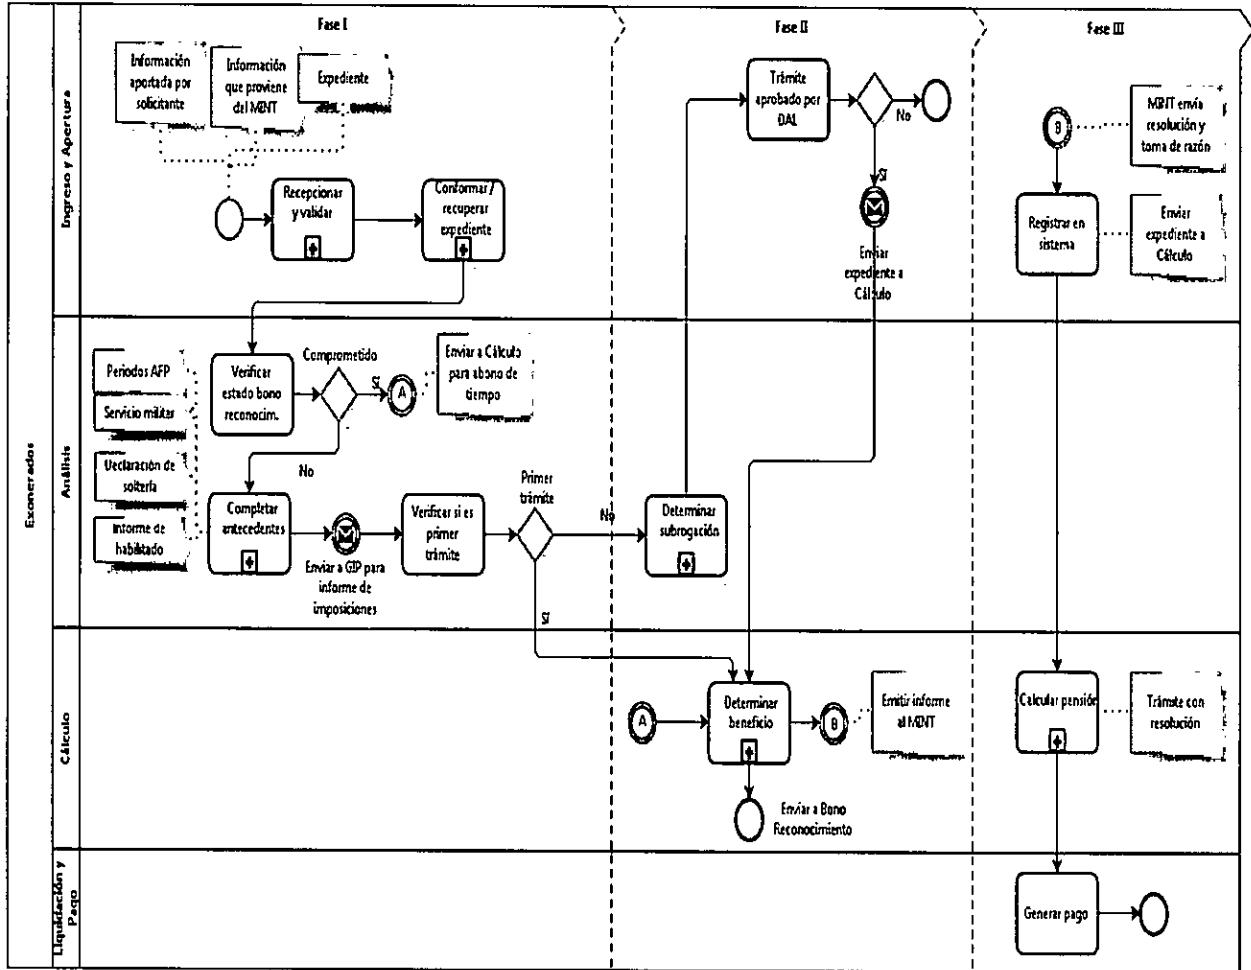 Fase I
Fase II
Fase III
Exonerados
Ingreso y Apertura
Información
aportada por
solicitante
Información
que proviene
del MINT
Expediente
Recepcionar
y validar
Conformar /
recuperar
expediente
Trámite
aprobado por
DAL
No
Sí
Enviar
expediente a
Cálculo
B
MINT envía
resolución y
toma de razón
Registrar en
sistema
Enviar
expediente a
Cálculo
Análisis
Periodos AFP
Servicio militar
Declaración de
soltería
Informe de
habilitado
Verificar
estado bono
reconocim.
Comprometido
Sí
A
Enviar a Cálculo
para abono de
tiempo
No
Completar
antecedentes
Enviar a GIP para
informe de
imposiciones
Verificar si es
primer
trámite
Primer
trámite
No
Sí
Determinar
subrogación
Cálculo
A
Determinar
beneficio
B
Emitir informe
al MINT
Enviar a Bono
Reconocimiento
Calcular pensión
Trámite con
resolución
Liquidación y
Pago
Generar pago